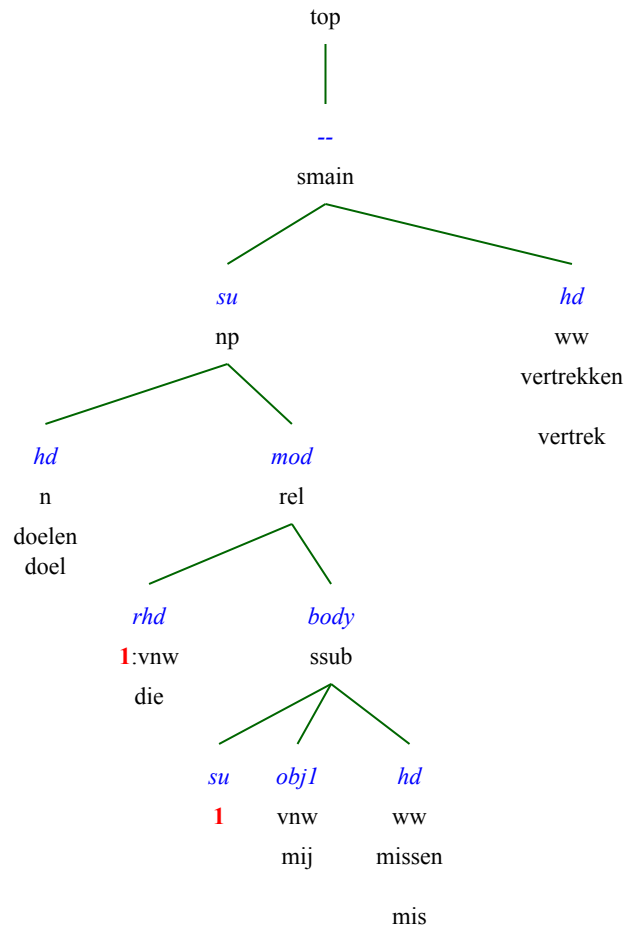 top
--
smain
su hd
np ww
vertrekken
vertrek
hd mod
n rel
doelen
doel
rhd body
1:vnw ssub
die
su obj1 hd
1 vnw ww
mij missen
mis